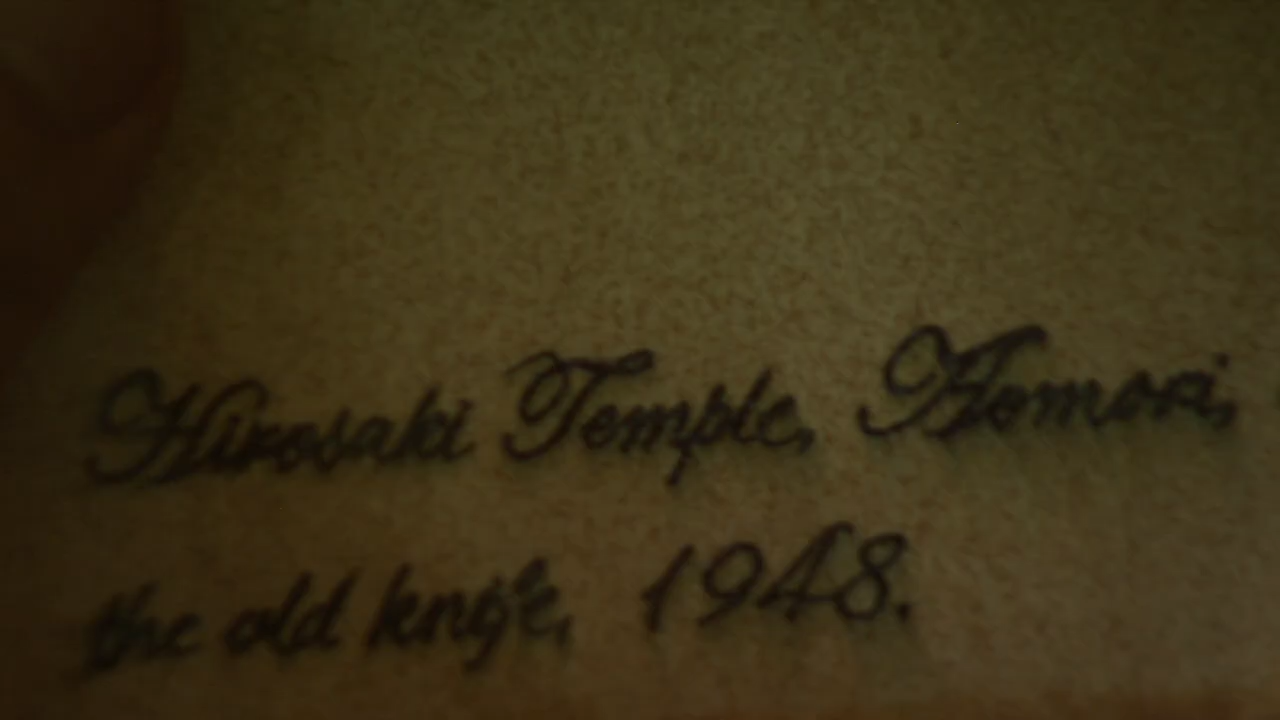 Hirosaki Temple, Aomori,
the old knife, 1948.